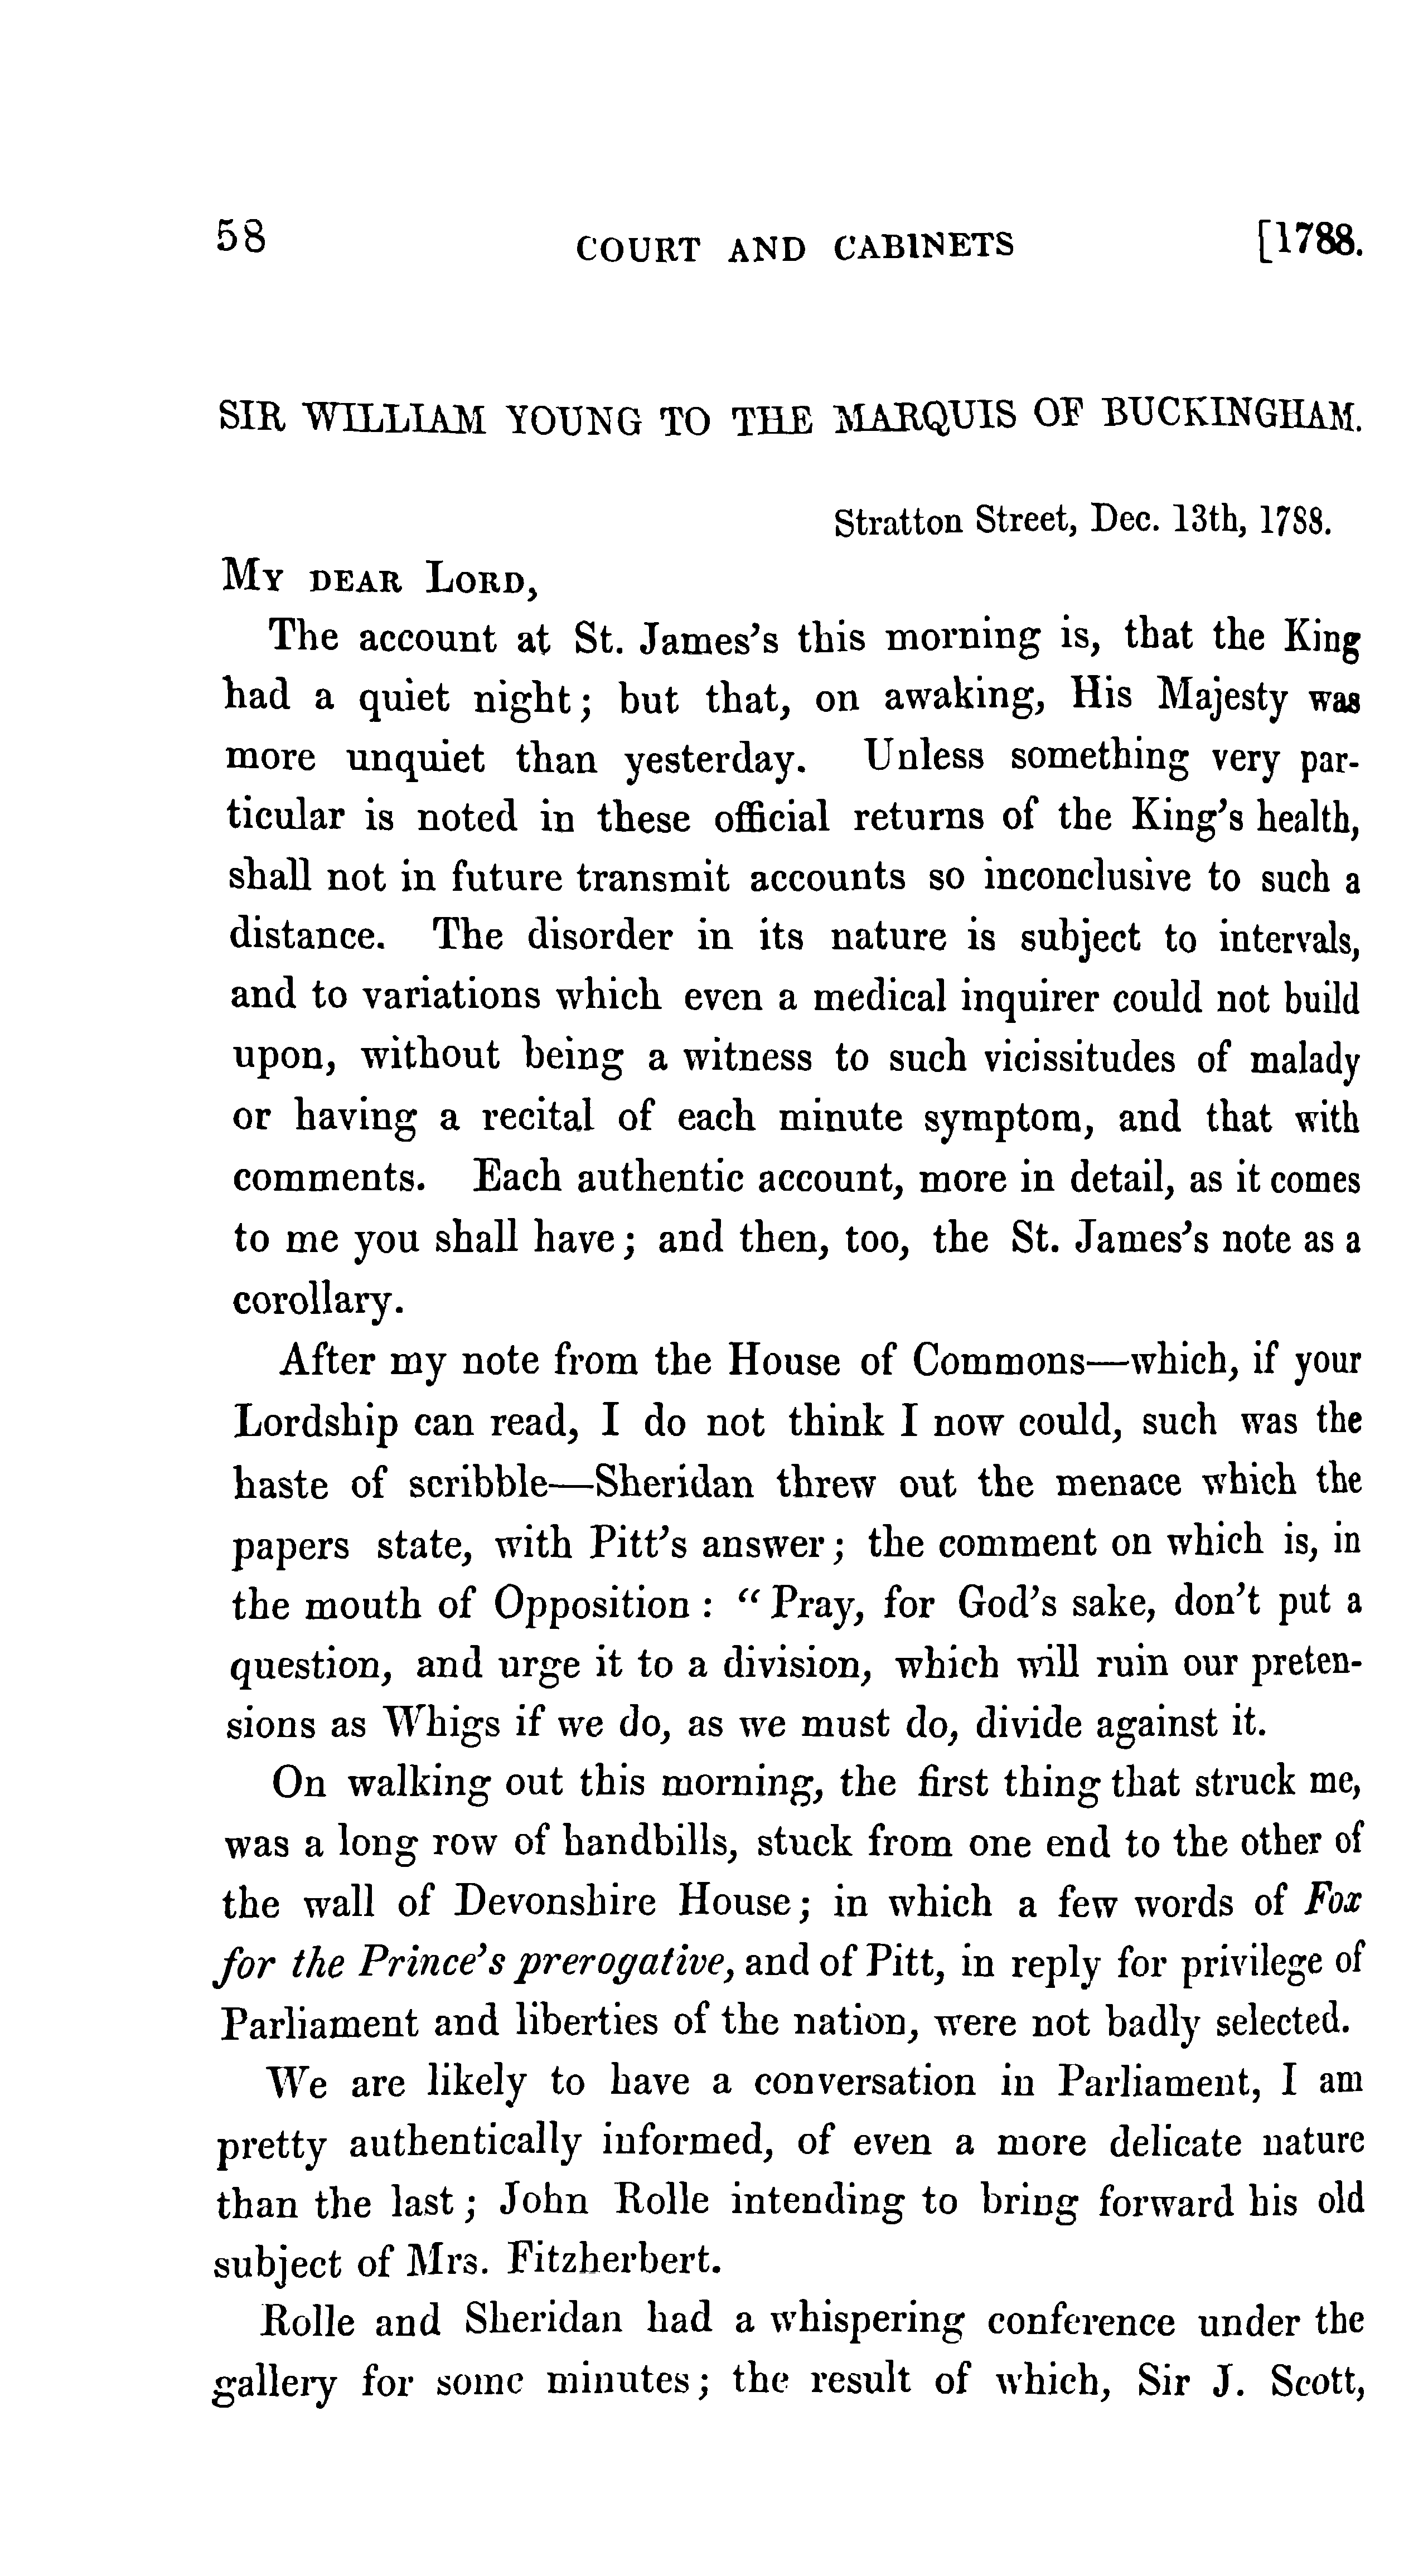 58 COURT AND CABINETS [1788.
SIR WILLIAM YOUNG TO THE MARQUIS OF BUCKINGHAM.
Stratton Street, Dec. 13th, 1788.
My dear Lord,
The account at St. James's this morning is, that the King
had a quiet night; but that, on awaking, His Majesty was
more unquiet than yesterday. Unless something very par-
ticular is noted in these official returns of the King's health,
shall not in future transmit accounts so inconclusive to such a
distance. The disorder in its nature is subject to intervals,
and to variations which even a medical inquirer could not build
upon, without being a witness to such vicissitudes of malady
or having a recital of each minute symptom, and that with
comments. Each authentic account, more in detail, as it comes
to me you shall have; and then, too, the St. James's note as a
corollary.
After my note from the House of Commons—which, if your
Lordship can read, I do not think I now could, such was the
haste of scribble—Sheridan threw out the menace which the
papers state, with Pitt's answer; the comment on which is, in
the mouth of Opposition: "Pray, for God's sake, don't put a
question, and urge it to a division, which will ruin our preten-
sions as Whigs if we do, as we must do, divide against it.
On walking out this morning, the first thing that struck me,
was a long row of handbills, stuck from one end to the other of
the wall of Devonshire House; in which a few words of Fox
for the Prince's prerogative, and of Pitt, in reply for privilege of
Parliament and liberties of the nation, were not badly selected.
We are likely to have a conversation in Parliament, I am
pretty authentically informed, of even a more delicate nature
than the last; John Rolle intending to bring forward his old
subject of Mrs. Fitzherbert.
Rolle and Sheridan had a whispering conference under the
gallery for some minutes; the result of which, Sir J. Scott,